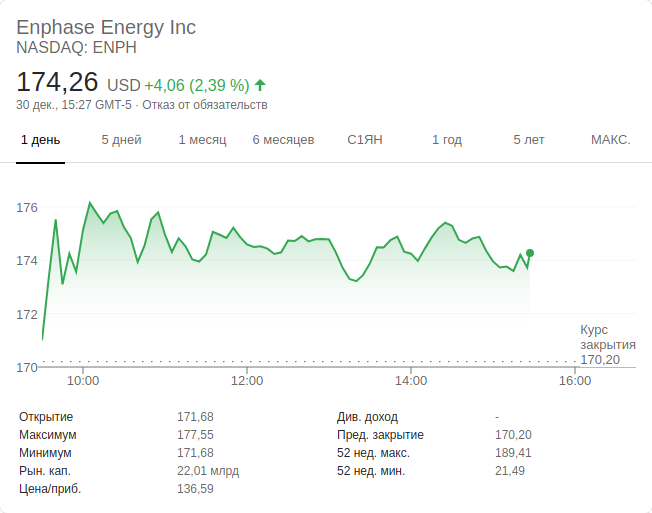 Enphase Energy Inc
NASDAQ: ENPH
174,26 USD +4,06 (2,39 %)
30 дек., 15:27 GMT-5 · Отказ от обязательств
1 день 5 дней 1 месяц 6 месяцев С1ЯН 1 год 5 лет МАКС.
176
174
172
170
Курс
закрытия
170,20
10:00 12:00 14:00 16:00
Открытие 171,68 Див. доход -
Максимум 177,55 Пред. закрытие 170,20
Минимум 171,68 52 нед. макс. 189,41
Рын. кап. 22,01 млрд 52 нед. мин. 21,49
Цена/приб. 136,59